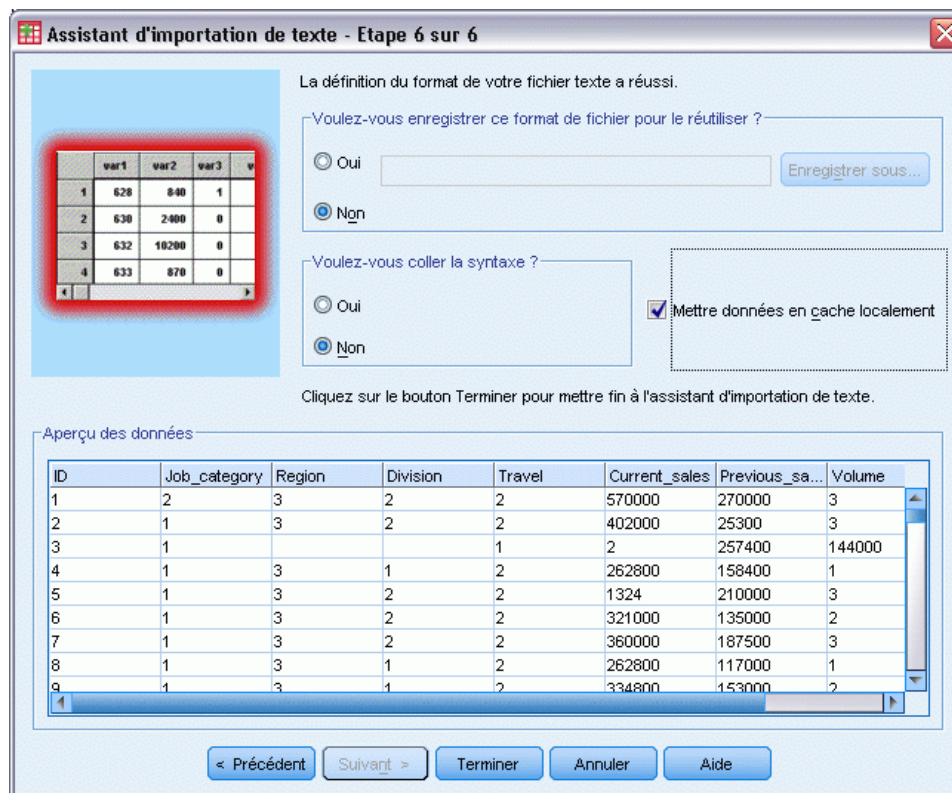 Assistant d'importation de texte - Etape 6 sur 6
La définition du format de votre fichier texte a réussi.
Voulez-vous enregistrer ce format de fichier pour le réutiliser ?
Oui
Enregistrer sous...
Non
var1 var2 var3 v
1 628 840 1
2 630 2400 0
3 632 10200 0
4 633 870 0
Voulez-vous coller la syntaxe ?
Oui
Non
Mettre données en cache localement
Cliquez sur le bouton Terminer pour mettre fin à l'assistant d'importation de texte.
Aperçu des données
ID Job_category Region Division Travel Current_sales Previous_sa... Volume
1 2 3 2 2 570000 270000 3
2 1 3 2 2 402000 25300 3
3 1 1 2 257400 144000
4 1 3 1 2 262800 158400 1
5 1 3 2 2 1324 210000 3
6 1 3 2 2 321000 135000 2
7 1 3 2 2 360000 187500 3
8 1 3 1 2 262800 117000 1
9 1 3 1 2 334800 153000 2
< Précédent Suivant > Terminer Annuler Aide